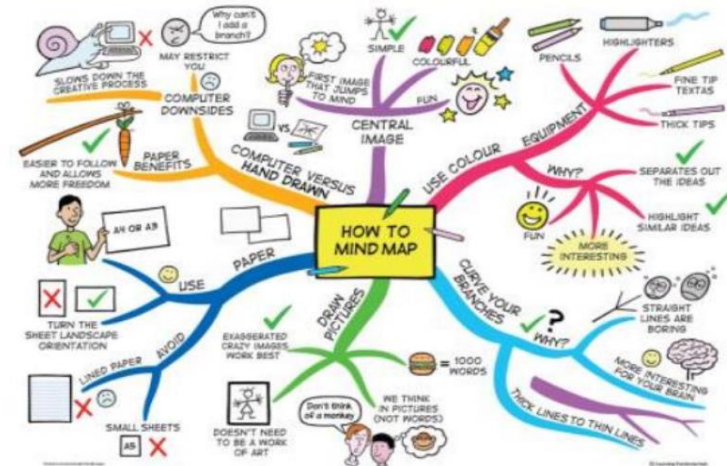 HOW TO
MIND MAP
CENTRAL
IMAGE
FIRST IMAGE
THAT JUMPS
TO MIND
SIMPLE
COLOURFUL
FUN
USE COLOUR
EQUIPMENT
PENCILS
HIGHLIGHTERS
FINE TIP
TEXTAS
THICK TIPS
WHY?
SEPARATES OUT
THE IDEAS
HIGHLIGHT
SIMILAR IDEAS
MORE
INTERESTING
FUN
CURVE YOUR
BRANCHES
?
WHY?
STRAIGHT
LINES ARE
BORING
MORE INTERESTING
FOR YOUR BRAIN
THICK LINES TO THIN LINES
DRAW
PICTURES
= 1000
WORDS
WE THINK
IN PICTURES
(NOT WORDS)
Don't think
of a monkey
DOESN'T NEED
TO BE A WORK
OF ART
EXAGGERATED
CRAZY IMAGES
WORK BEST
PAPER
USE
A4 OR A3
TURN THE
SHEET LANDSCAPE
ORIENTATION
AVOID
LINED PAPER
SMALL SHEETS
A5
COMPUTER VERSUS
HAND DRAWN
VS
PAPER
BENEFITS
EASIER TO FOLLOW
AND ALLOWS
MORE FREEDOM
COMPUTER
DOWNSIDES
SLOWS DOWN THE
CREATIVE PROCESS
MAY RESTRICT
YOU
Why can't
I add a
branch?